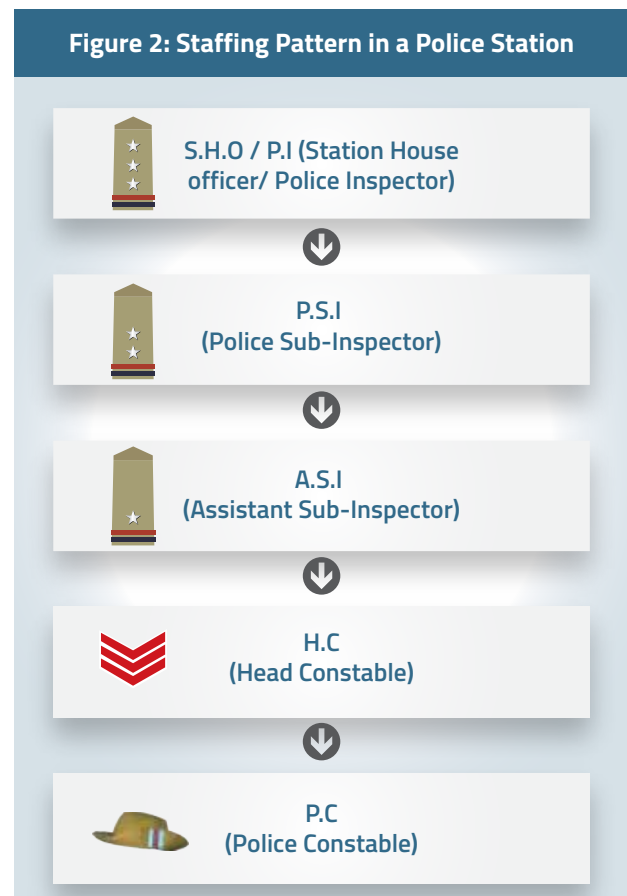 Figure 2: Staffing Pattern in a Police Station
S.H.O / P.I (Station House
officer/ Police Inspector)
P.S.I
(Police Sub-Inspector)
A.S.I
(Assistant Sub-Inspector)
H.C
(Head Constable)
P.C
(Police Constable)